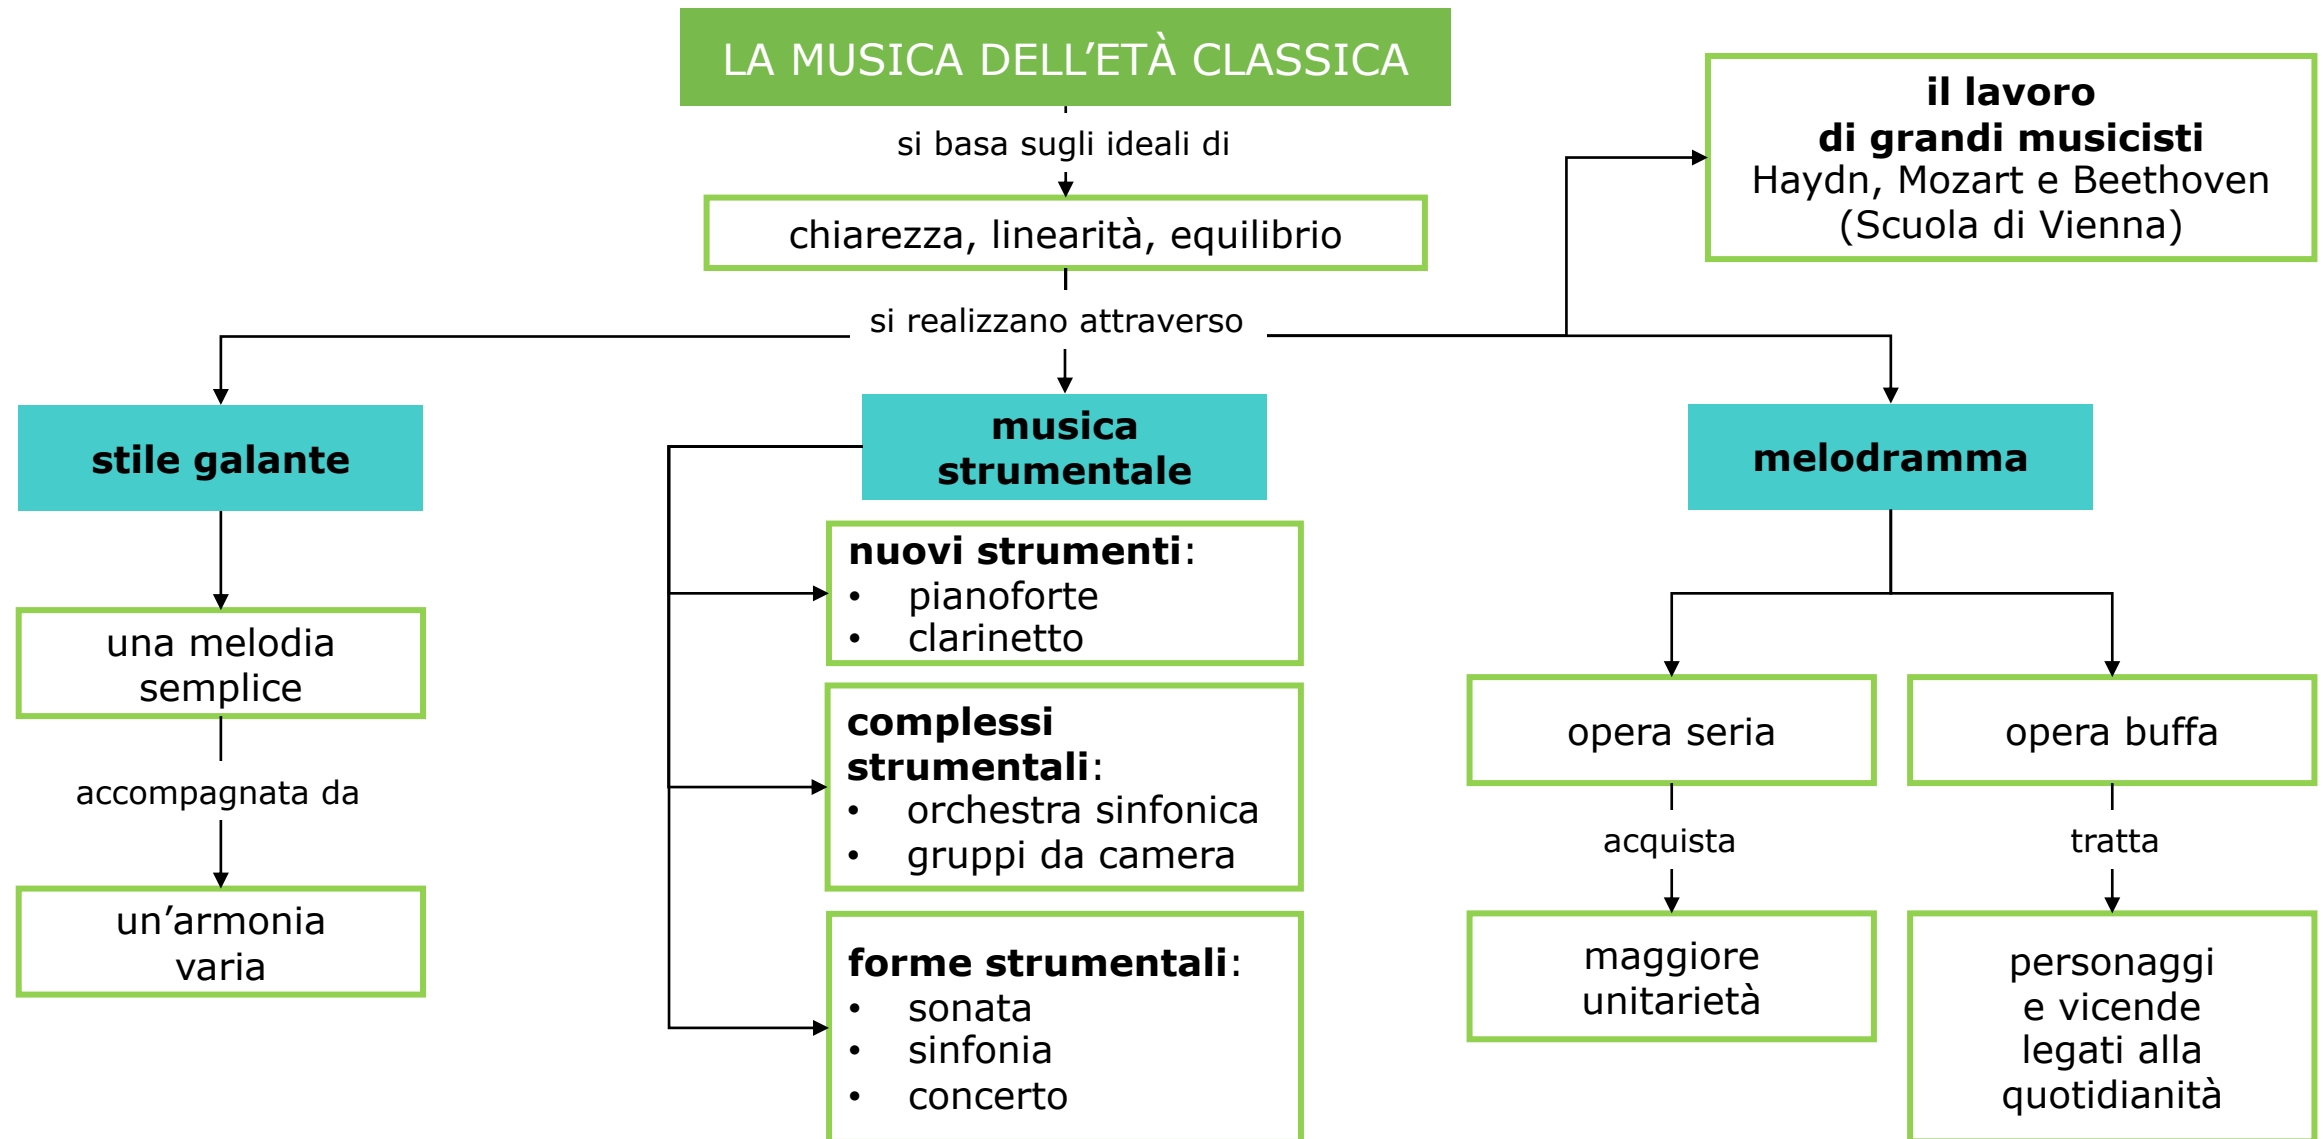 LA MUSICA DELL’ETÀ CLASSICA
si basa sugli ideali di
chiarezza, linearità, equilibrio
si realizzano attraverso
il lavoro
di grandi musicisti
Haydn, Mozart e Beethoven
(Scuola di Vienna)
stile galante
una melodia
semplice
accompagnata da
un’armonia
varia
musica
strumentale
nuovi strumenti:
• pianoforte
• clarinetto
complessi
strumentali:
• orchestra sinfonica
• gruppi da camera
forme strumentali:
• sonata
• sinfonia
• concerto
melodramma
opera seria
acquista
maggiore
unitarietà
opera buffa
tratta
personaggi
e vicende
legati alla
quotidianità